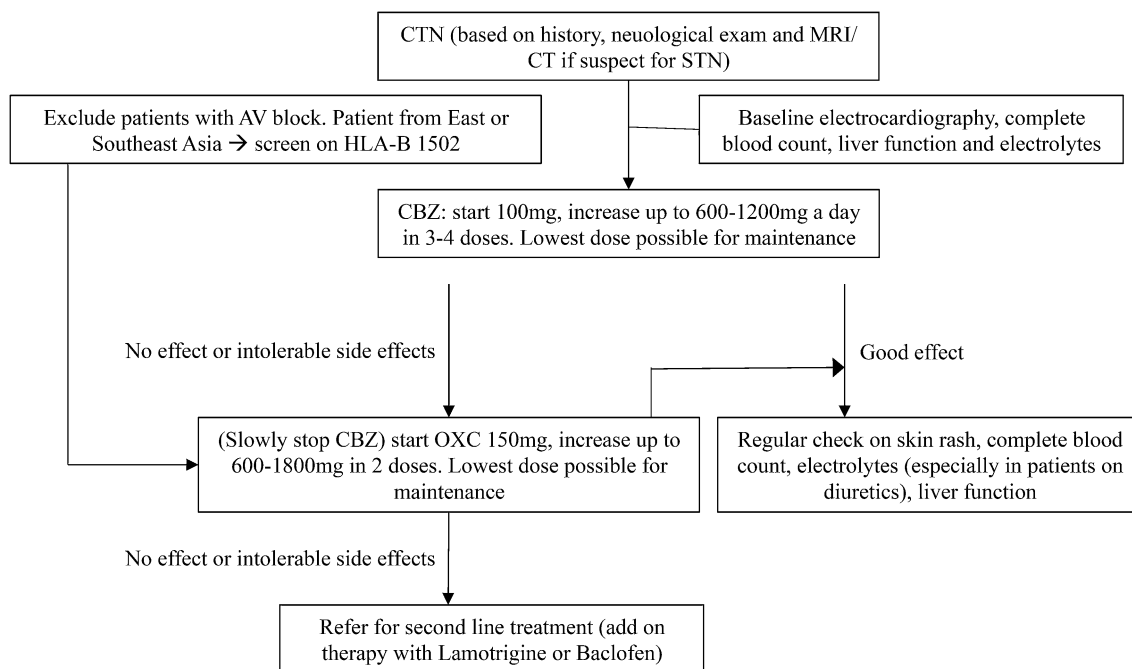 CTN (based on history, neuological exam and MRI/
CT if suspect for STN)
Exclude patients with AV block. Patient from East or
Southeast Asia → screen on HLA-B 1502
Baseline electrocardiography, complete
blood count, liver function and electrolytes
CBZ: start 100mg, increase up to 600-1200mg a day
in 3-4 doses. Lowest dose possible for maintenance
No effect or intolerable side effects
Good effect
(Slowly stop CBZ) start OXC 150mg, increase up to
600-1800mg in 2 doses. Lowest dose possible for
maintenance
Regular check on skin rash, complete blood
count, electrolytes (especially in patients on
diuretics), liver function
No effect or intolerable side effects
Refer for second line treatment (add on
therapy with Lamotrigine or Baclofen)